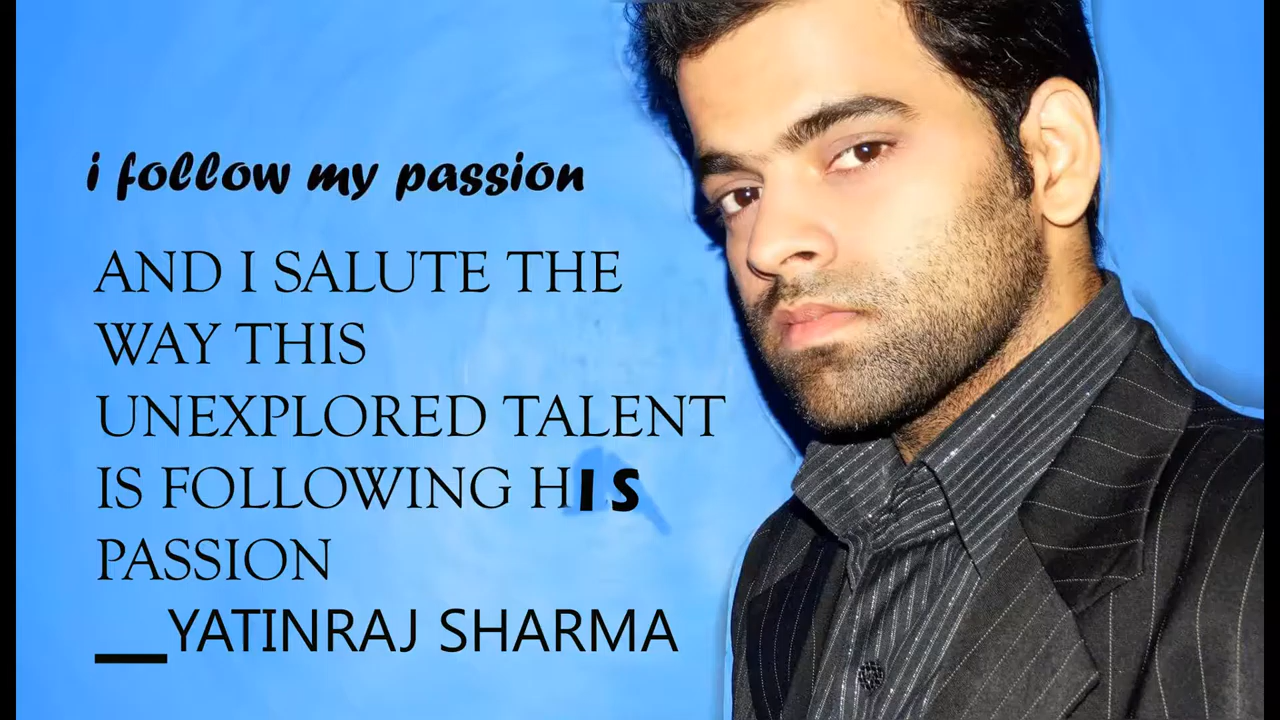 i follow my passion
AND I SALUTE THE
WAY THIS
UNEXPLORED TALENT
IS FOLLOWING HIS
PASSION
__YATINRAJ SHARMA